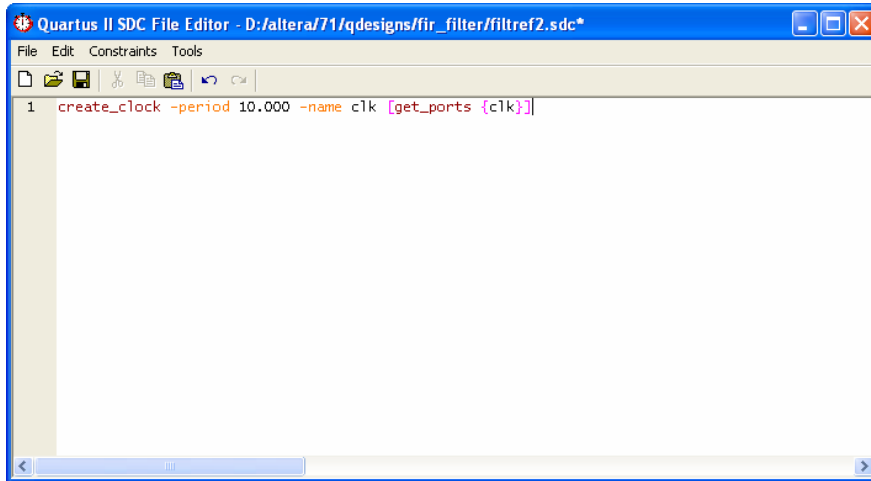 Quartus II SDC File Editor - D:/altera/71/qdesigns/fir_filter/filtref2.sdc*
File Edit Constraints Tools
1 create_clock -period 10.000 -name clk [get_ports {clk}]